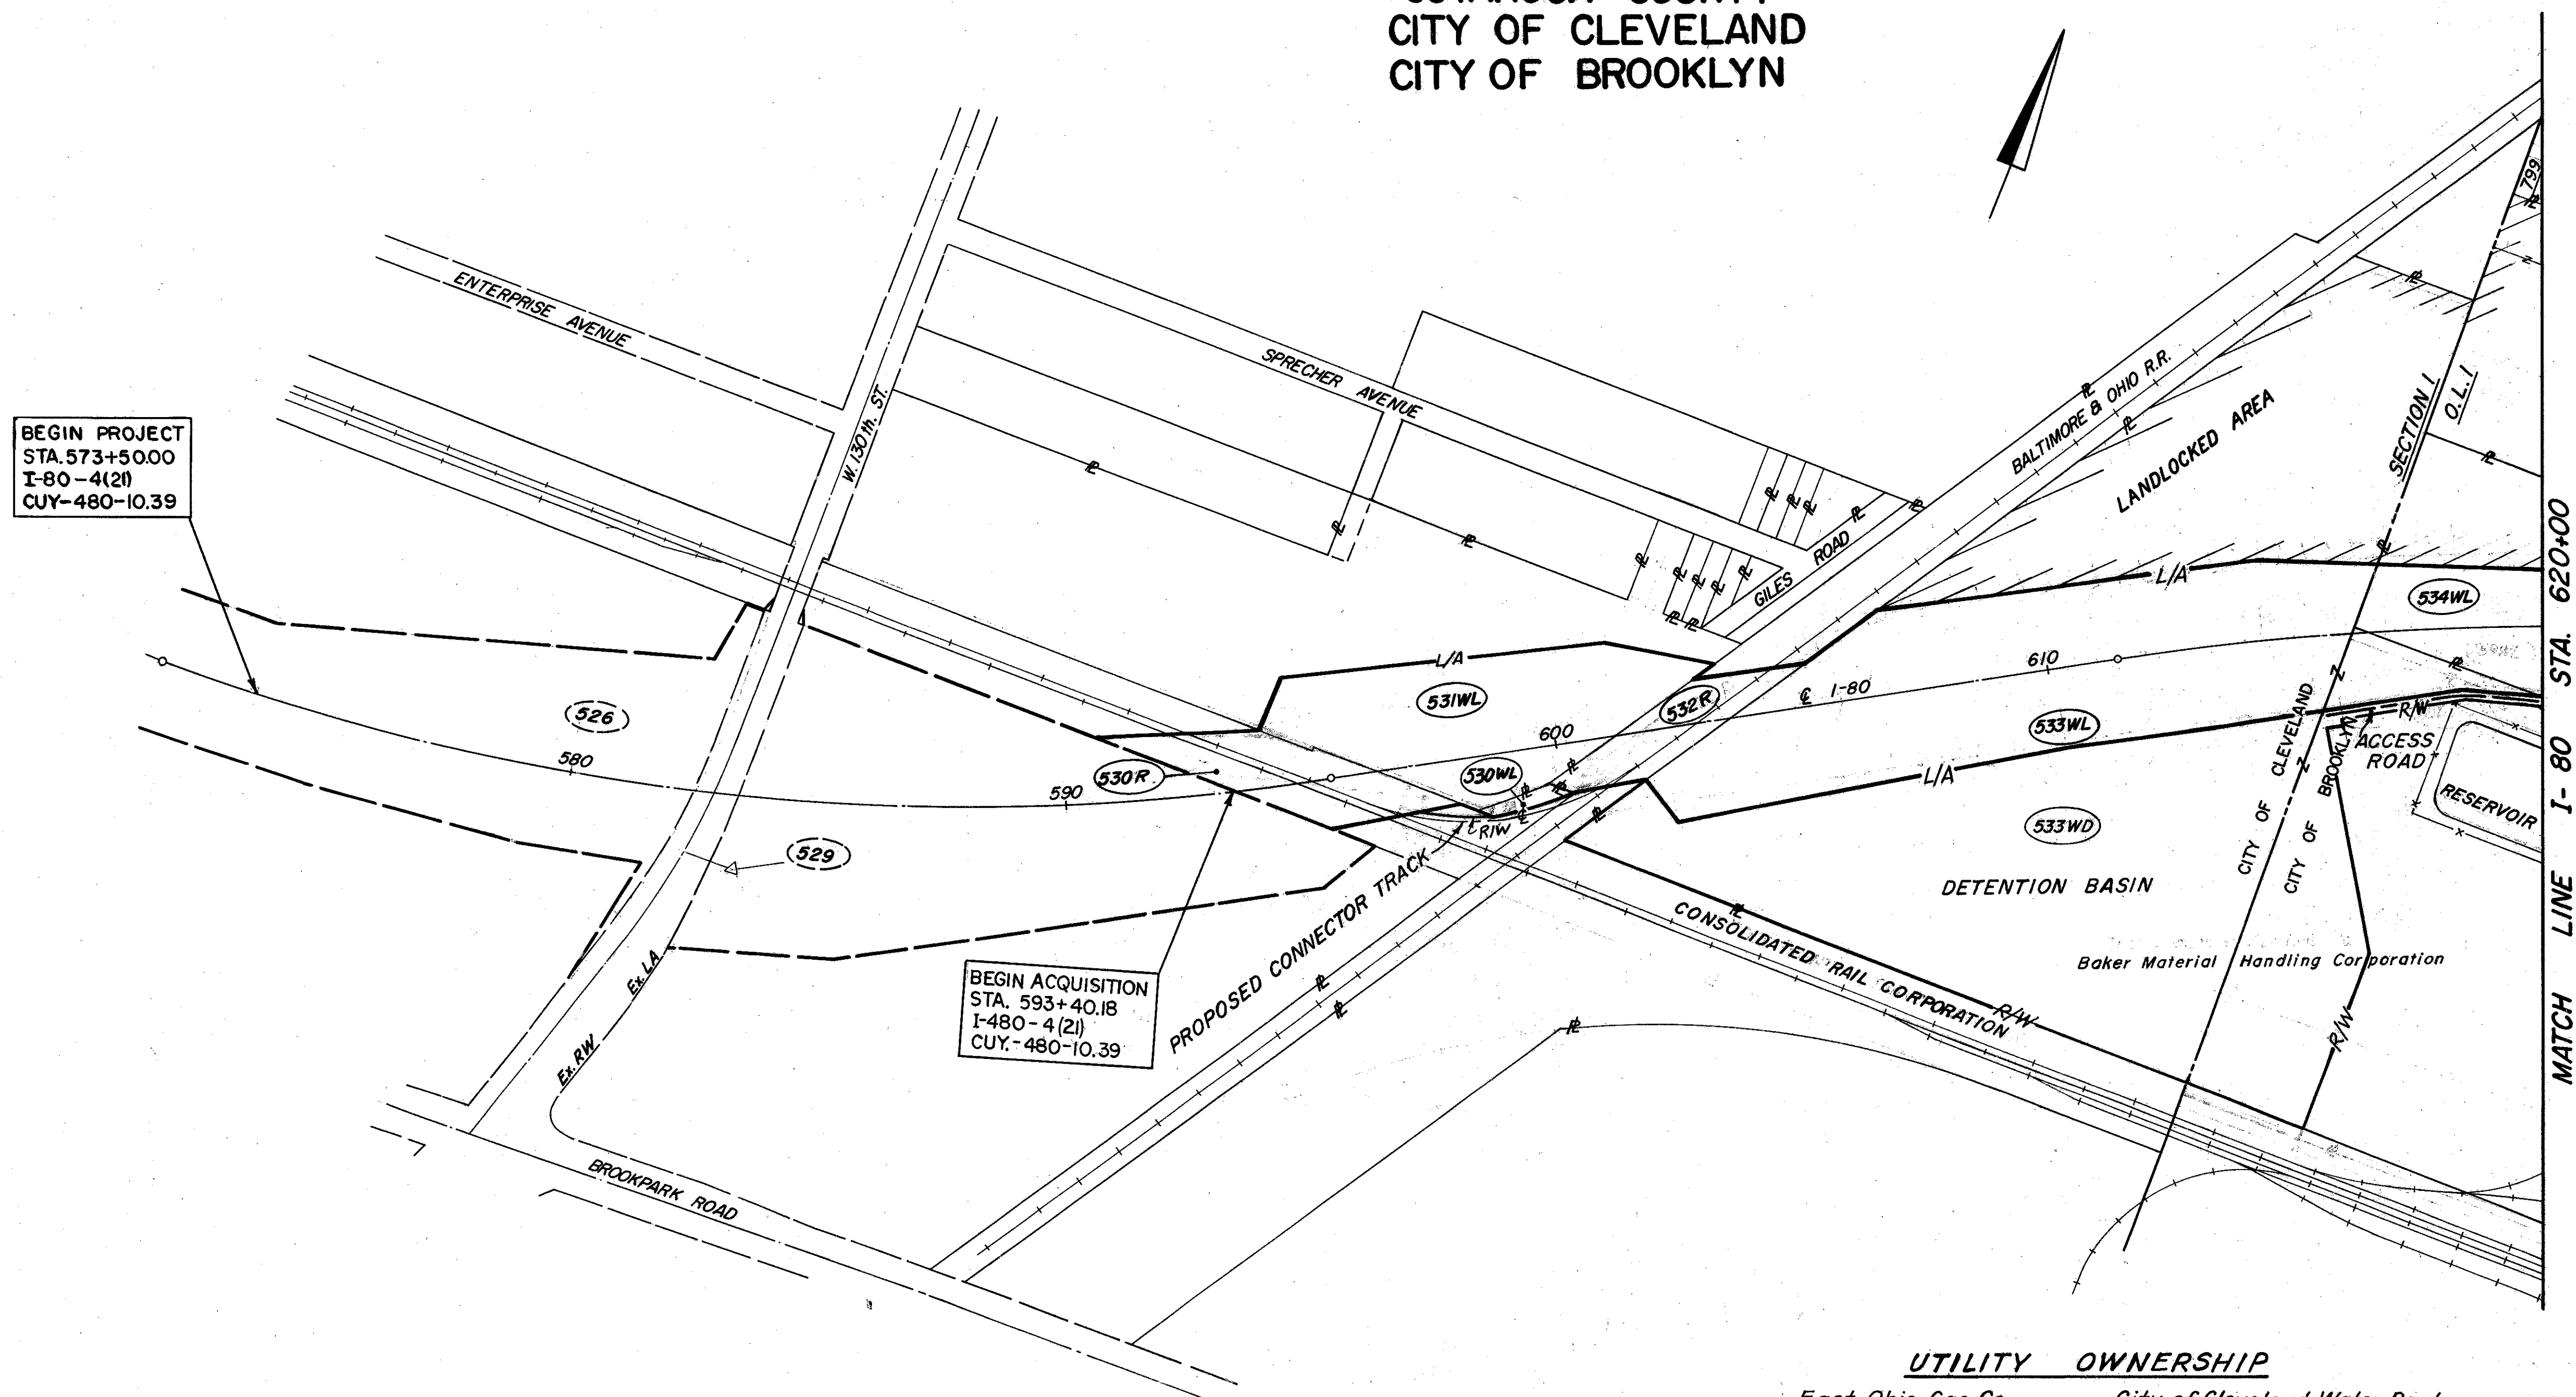 CITY OF CLEVELAND
CITY OF BROOKLYN
ENTERPRISE AVENUE
W. 130th. ST.
SPRECHER AVENUE
BALTIMORE & OHIO R.R.
LANDLOCKED AREA
SECTION 1
O.L. 1
799
BEGIN PROJECT
STA. 573+50.00
I-80-4(21)
CUY-480-10.39
GILES ROAD
L/A
L/A
534WL
526
531WL
532R
℄ I-80
610
533WL
R/W
ACCESS
ROAD
RESERVOIR
580
590
530R
600
530WL
L/A
529
℄ R/W
533WD
CITY OF CLEVELAND
CITY OF BROOKLYN
DETENTION BASIN
Baker Material Handling Corporation
PROPOSED CONNECTOR TRACK
CONSOLIDATED RAIL CORPORATION
R/W
R/W
Ex. LA
Ex. RW
BEGIN ACQUISITION
STA. 593+40.18
I-480-4(21)
CUY.-480-10.39
BROOKPARK ROAD
MATCH LINE I-80 STA. 620+00
UTILITY OWNERSHIP